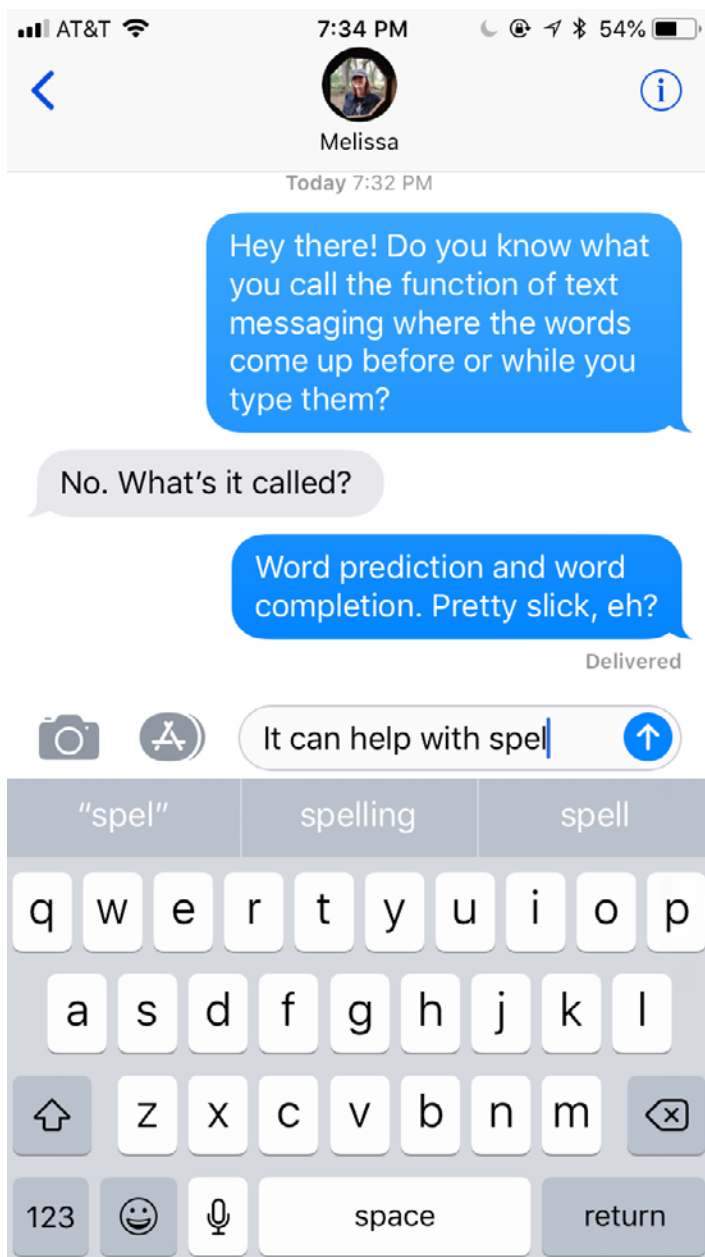 AT&T 7:34 PM 54%
Melissa
Today 7:32 PM
Hey there! Do you know what
you call the function of text
messaging where the words
come up before or while you
type them?
No. What's it called?
Word prediction and word
completion. Pretty slick, eh?
Delivered
It can help with spel
“spel” spelling spell
q w e r t y u i o p
a s d f g h j k l
z x c v b n m
123 space return